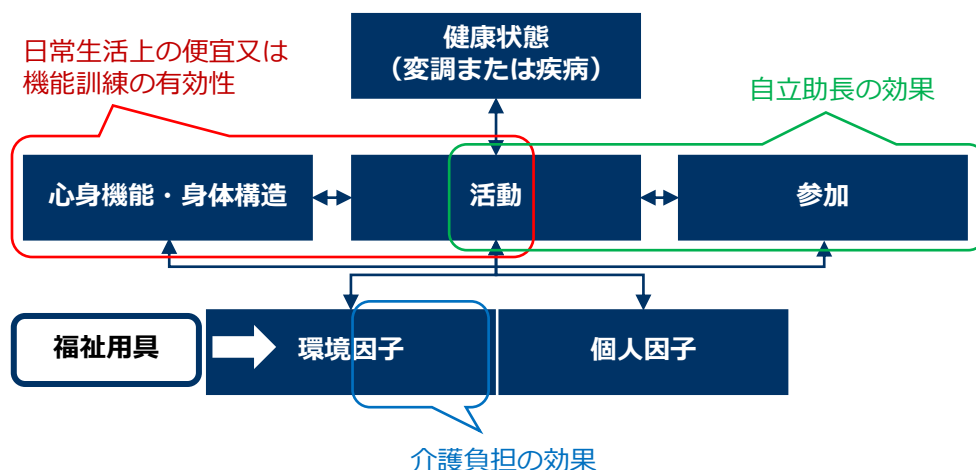 日常生活上の便宜又は
機能訓練の有効性
健康状態
（変調または疾病）
自立助長の効果
心身機能・身体構造
活動
参加
福祉用具
環境因子
個人因子
介護負担の効果